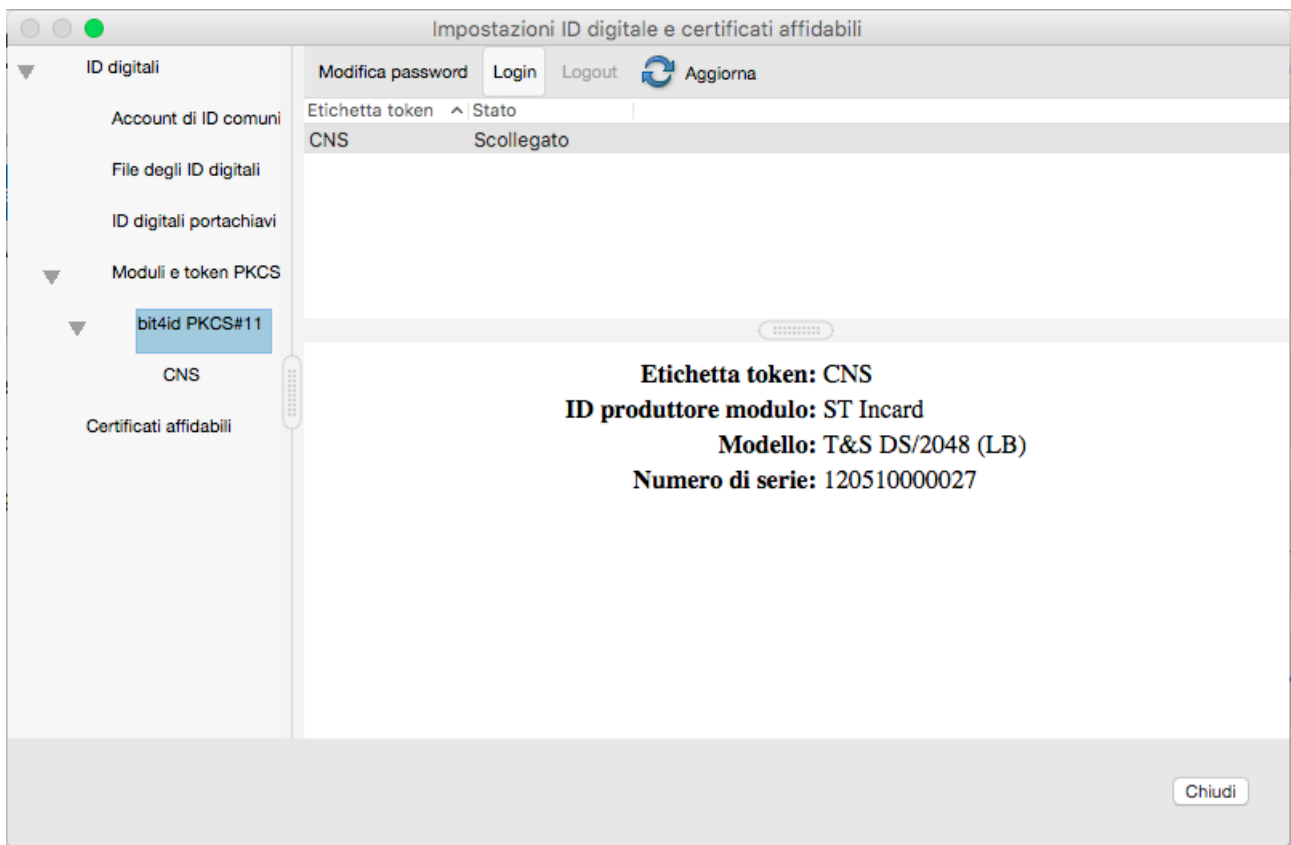 Impostazioni ID digitale e certificati affidabili
ID digitali
Account di ID comuni
File degli ID digitali
ID digitali portachiavi
Moduli e token PKCS
bit4id PKCS#11
CNS
Certificati affidabili
Modifica password Login Logout Aggiorna
Etichetta token Stato
CNS Scollegato
Etichetta token: CNS
ID produttore modulo: ST Incard
Modello: T&S DS/2048 (LB)
Numero di serie: 120510000027
Chiudi